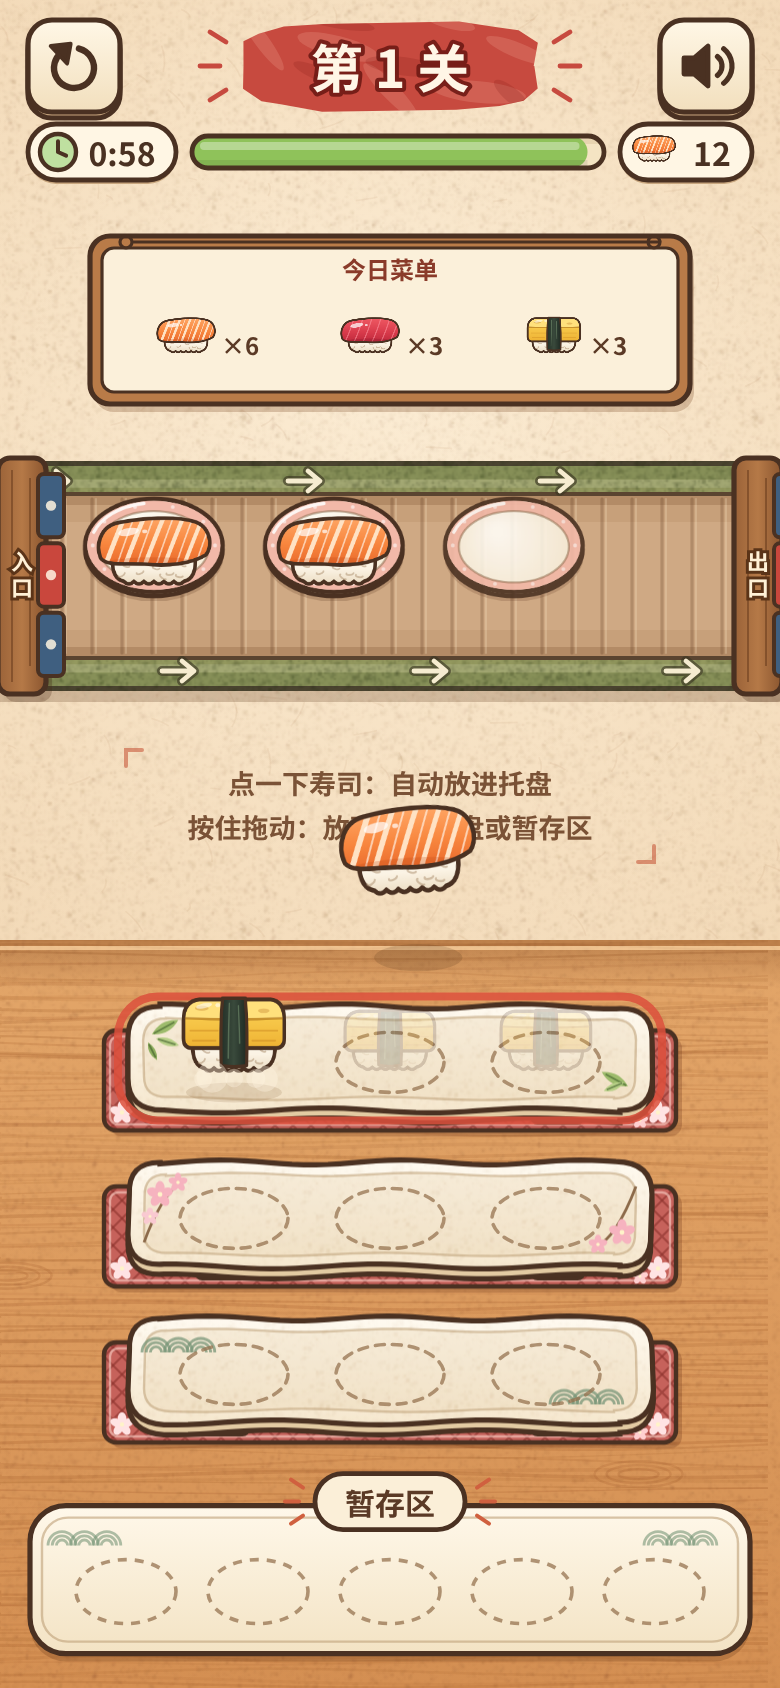 第1关
0:58
12
今日菜单
×6
×3
×3
入口
出口
点一下寿司：自动放进托盘
按住拖动：放 盘或暂存区
暂存区